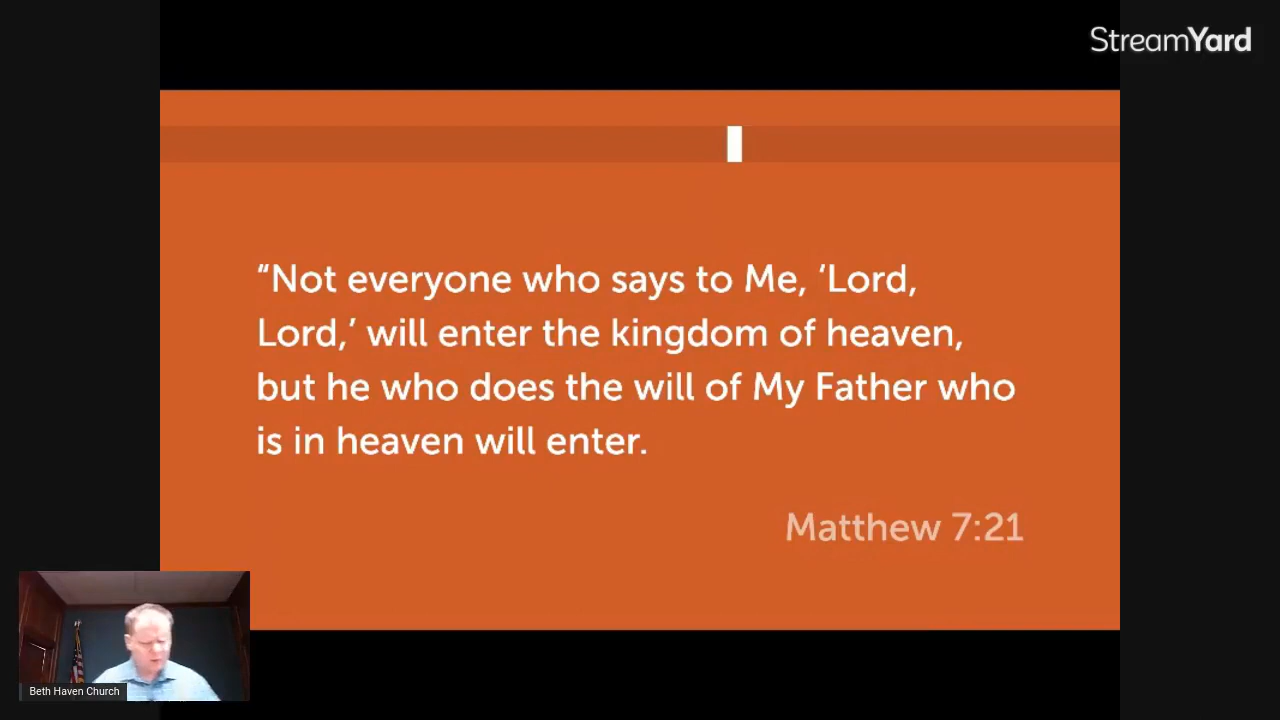 StreamYard
“Not everyone who says to Me, ‘Lord,
Lord,’ will enter the kingdom of heaven,
but he who does the will of My Father who
is in heaven will enter.
Matthew 7:21
Beth Haven Church